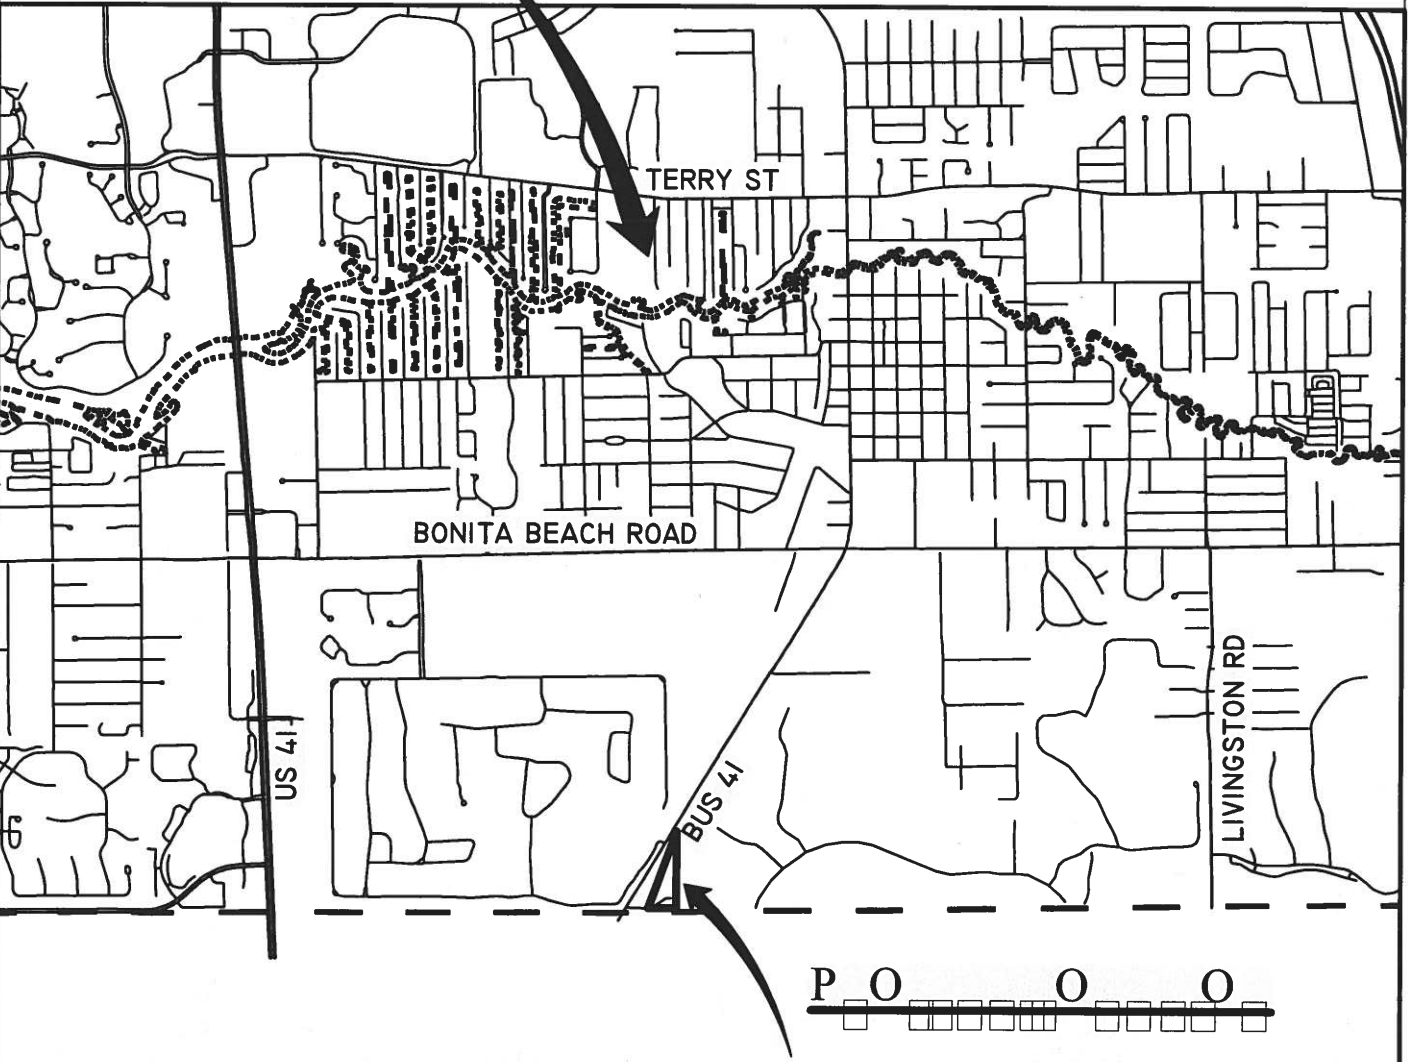 TERRY ST
BONITA BEACH ROAD
US 41
BUS 41
LIVINGSTON RD
P O O O